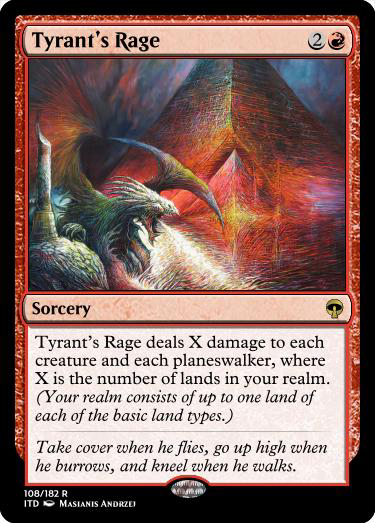 Tyrant's Rage
2
Sorcery
Tyrant's Rage deals X damage to each
creature and each planeswalker, where
X is the number of lands in your realm.
(Your realm consists of up to one land of
each of the basic land types.)
Take cover when he flies, go up high when
he burrows, and kneel when he walks.
108/182 R
ITD Masianis Andrzej